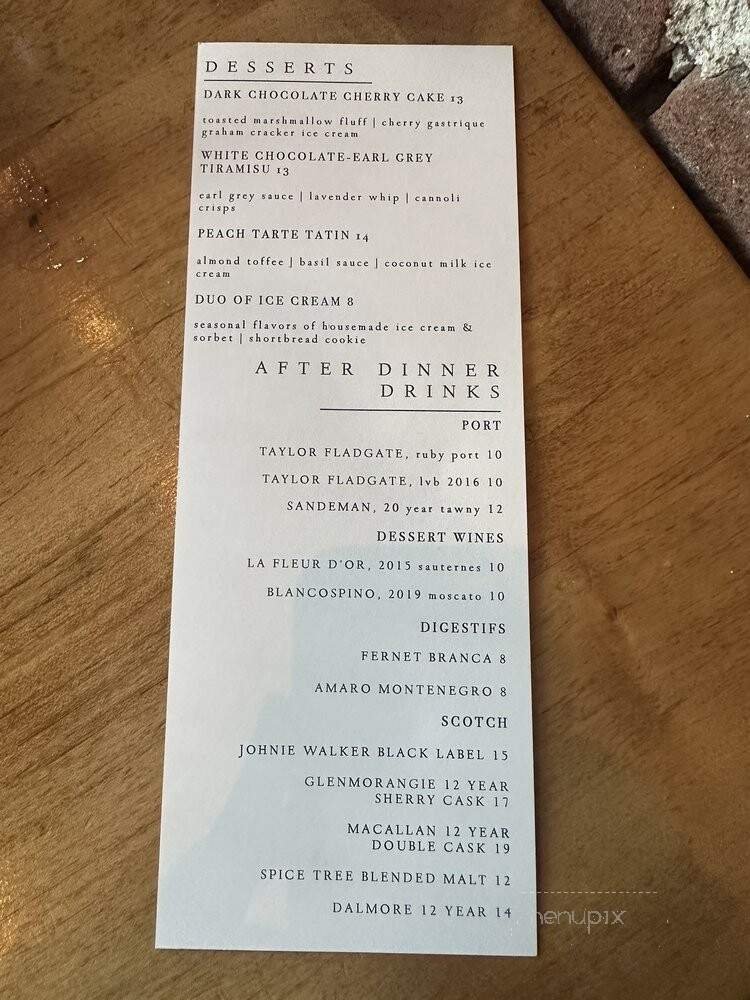 DESSERTS
DARK CHOCOLATE CHERRY CAKE 13
toasted marshmallow fluff | cherry gastrique
graham cracker ice cream
WHITE CHOCOLATE-EARL GREY
TIRAMISU 13
earl grey sauce | lavender whip | cannoli
crisps
PEACH TARTE TATIN 14
almond toffee | basil sauce | coconut milk ice
cream
DUO OF ICE CREAM 8
seasonal flavors of housemade ice cream &
sorbet | shortbread cookie
AFTER DINNER
DRINKS
PORT
TAYLOR FLADGATE, ruby port 10
TAYLOR FLADGATE, lvb 2016 10
SANDEMAN, 20 year tawny 12
DESSERT WINES
LA FLEUR D'OR, 2015 sauternes 10
BLANCOSPINO, 2019 moscato 10
DIGESTIFS
FERNET BRANCA 8
AMARO MONTENEGRO 8
SCOTCH
JOHNIE WALKER BLACK LABEL 15
GLENMORANGIE 12 YEAR
SHERRY CASK 17
MACALLAN 12 YEAR
DOUBLE CASK 19
SPICE TREE BLENDED MALT 12
DALMORE 12 YEAR 14
menupix